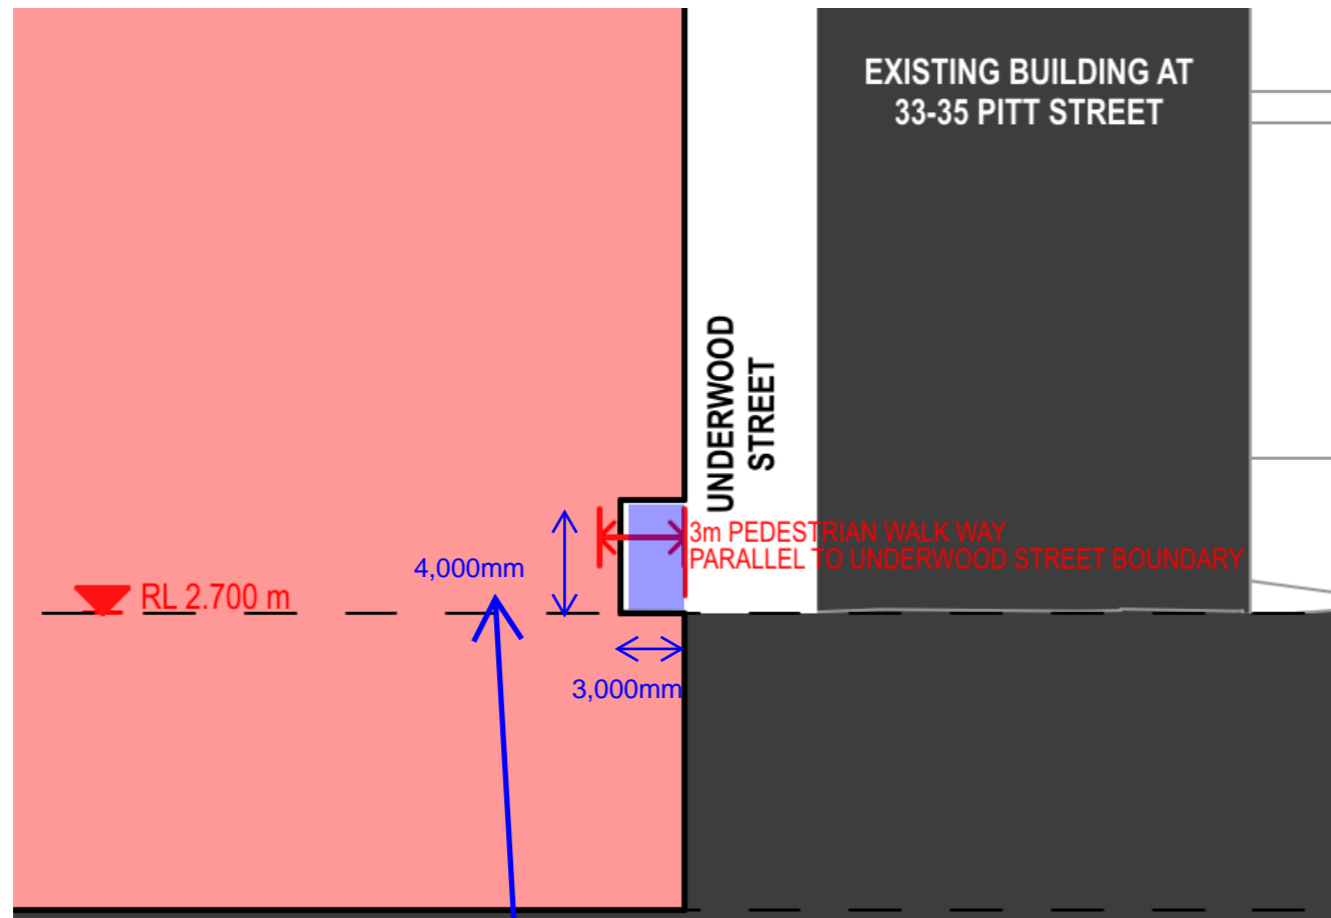 EXISTING BUILDING AT
33-35 PITT STREET
UNDERWOOD
STREET
3m PEDESTRIAN WALK WAY
PARALLEL TO UNDERWOOD STREET BOUNDARY
4,000mm
RL 2.700 m
3,000mm